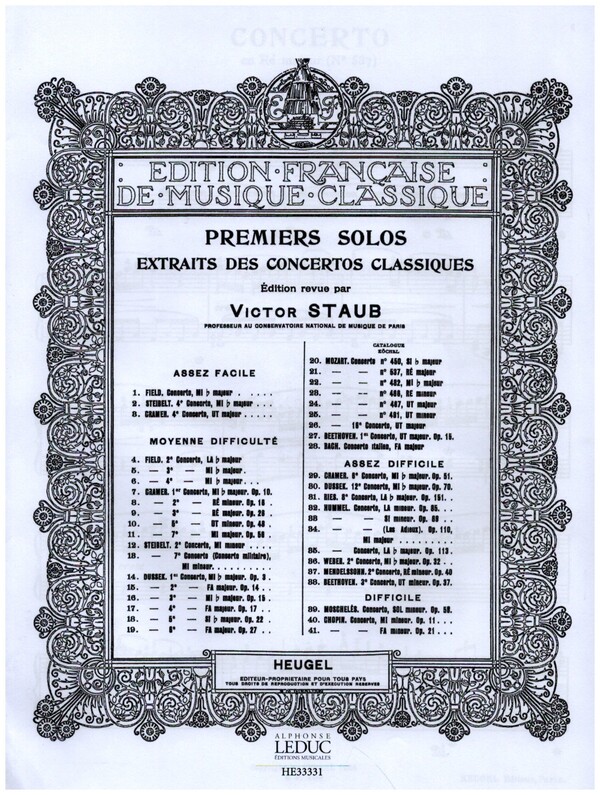 CONCERTO
EDITION·FRANÇAISE
DE·MUSIQUE·CLASSIQUE
PREMIERS SOLOS
EXTRAITS DES CONCERTOS CLASSIQUES
Édition revue par
VICTOR STAUB
PROFESSEUR AU CONSERVATOIRE NATIONAL DE MUSIQUE DE PARIS
ASSEZ FACILE
1. FIELD. Concerto, MI ♭ majeur . . . . . .
2. STEIBELT. 4e Concerto, MI ♭ majeur . . . .
3. CRAMER. 4e Concerto, UT majeur . . . . .
MOYENNE DIFFICULTÉ
4. FIELD. 2e Concerto, LA ♭ majeur
5. — 3e — MI ♭ majeur .
6. — 4e — MI ♭ majeur . . .
7. CRAMER. 1er Concerto, MI ♭ majeur. Op. 10.
8. — 2e — RÉ mineur. Op. 16 .
9. — 3e — RÉ majeur. Op. 26 .
10. — 5e — UT mineur. Op. 48 .
11. — 7e — MI majeur. Op. 56 .
12. STEIBELT. 2e Concerto, MI mineur . . . .
13. — 7e Concerto (Concerto militaire),
MI mineur. . . . . . . . . .
14. DUSSEK. 1er Concerto, MI ♭ majeur. Op. 3 .
15. — 2e — FA majeur. Op. 14 . .
16. — 3e — MI ♭ majeur. Op. 15
17. — 4e — FA majeur. Op. 17 . .
18. — 5e — SI ♭ majeur. Op. 22 .
19. — 6e — FA majeur. Op. 27 . .
CATALOGUE
KÖCHAL
20. MOZART. Concerto n° 450, SI ♭ majeur
21. — — n° 537, RÉ majeur
22. — — n° 482, MI ♭ majeur
23. — — n° 466, RÉ mineur
24. — — n° 467, UT majeur
25. — — n° 491, UT mineur
26. — 16e Concerto, UT majeur
27. BEETHOVEN. 1er Concerto, UT majeur. Op. 15.
28. BACH. Concerto italien, FA majeur
ASSEZ DIFFICILE
29. CRAMER. 8e Concerto, MI ♭ majeur. Op. 51.
30. DUSSEK. 12e Concerto, MI ♭ majeur. Op. 70.
31. RIES. 8e Concerto, LA ♭ majeur. Op. 151. .
32. HUMMEL. Concerto, LA mineur. Op. 85. . .
33. — — SI mineur. Op. 89 . .
34. — — (Les Adieux). Op. 110,
MI majeur . . . . . . . . . . .
35. — Concerto, LA ♭ majeur. Op. 113. .
36. WEBER. 2e Concerto, MI ♭ majeur. Op. 32 . .
37. MENDELSSOHN. 2e Concerto, RÉ mineur. Op. 40
38. BEETHOVEN. 3e Concerto, UT mineur. Op. 37.
DIFFICILE
39. MOSCHELÈS. Concerto, SOL mineur. Op. 58.
40. CHOPIN. Concerto, MI mineur. Op. 11 . . .
41. — — FA mineur. Op. 21 . . .
HEUGEL
EDITEUR-PROPRIETAIRE POUR TOUS PAYS
TOUS DROITS DE REPRODUCTION ET D'EXECUTION RESERVES
ALPHONSE
LEDUC
ÉDITIONS MUSICALES
HE33331